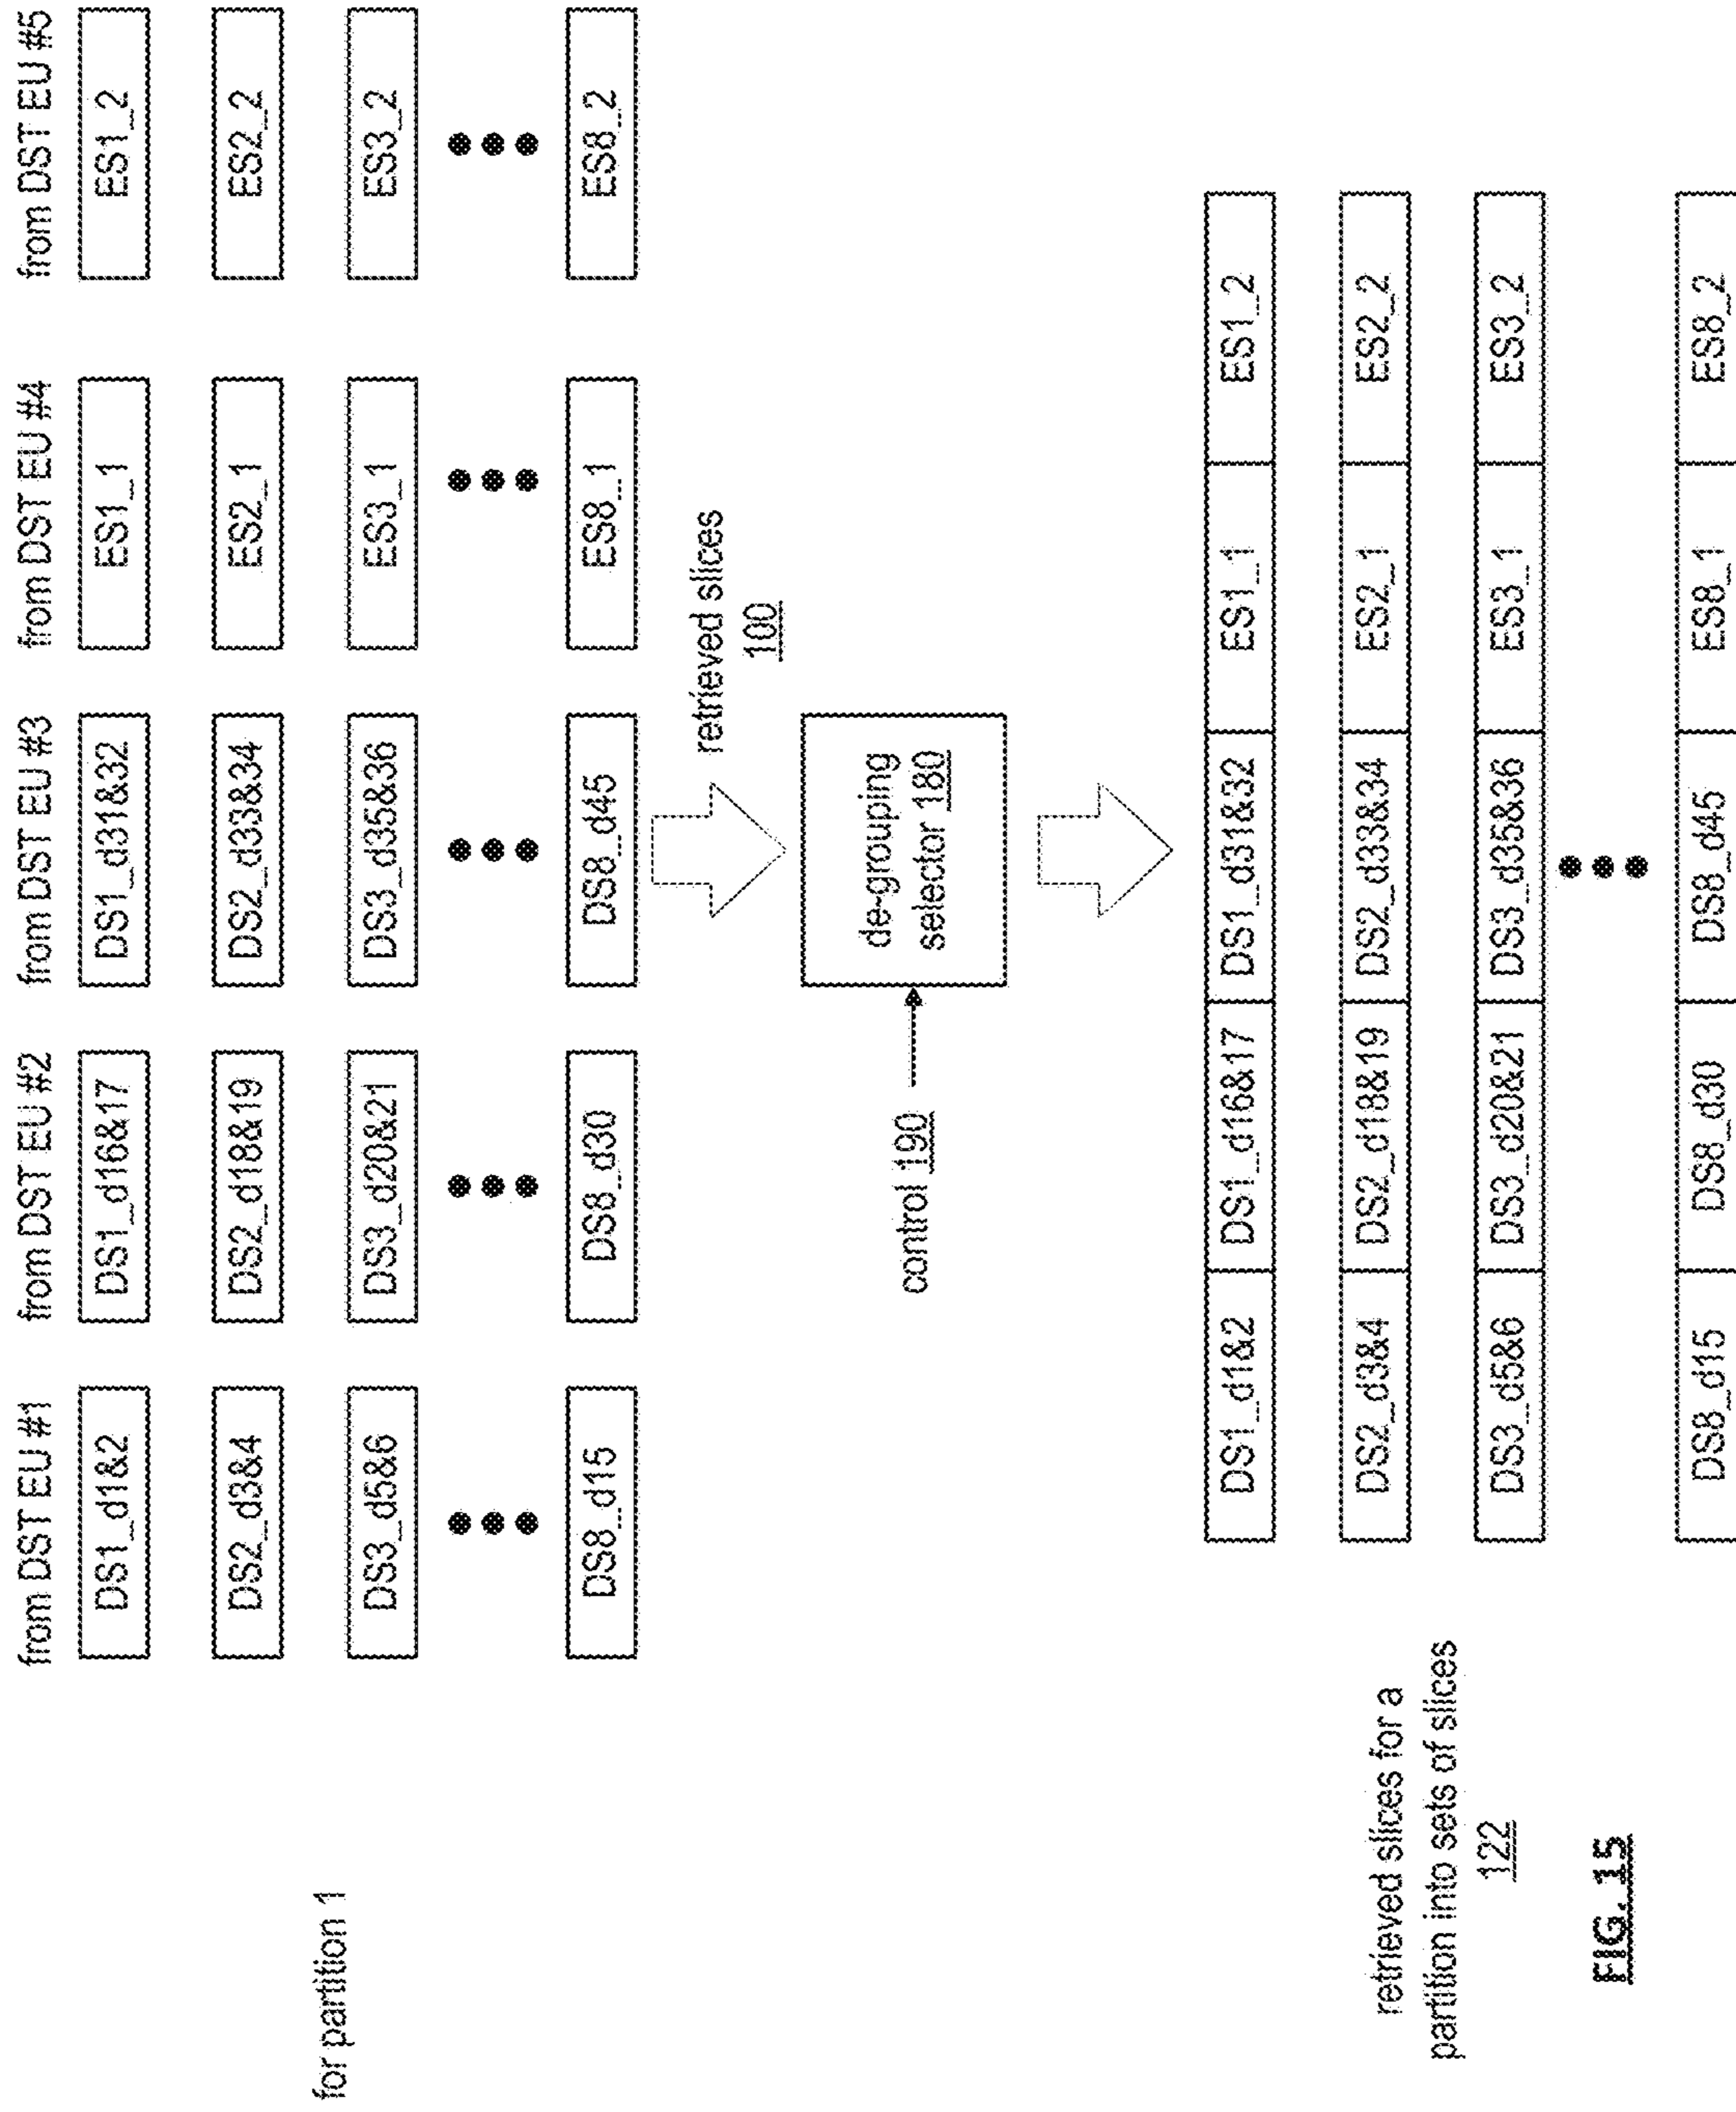 from DST EU #1
from DST EU #2
from DST EU #3
from DST EU #4
from DST EU #5
for partition 1
DS1_d1&2
DS1_d16&17
DS1_d31&32
ES1_1
ES1_2
DS2_d3&4
DS2_d18&19
DS2_d33&34
ES2_1
ES2_2
DS3_d5&6
DS3_d20&21
DS3_d35&36
ES3_1
ES3_2
DS8_d15
DS8_d30
DS8_d45
ES8_1
ES8_2
retrieved slices
100
control 190
de-grouping
selector 180
retrieved slices for a
partition into sets of slices
122
DS1_d1&2
DS1_d16&17
DS1_d31&32
ES1_1
ES1_2
DS2_d3&4
DS2_d18&19
DS2_d33&34
ES2_1
ES2_2
DS3_d5&6
DS3_d20&21
DS3_d35&36
ES3_1
ES3_2
DS8_d15
DS8_d30
DS8_d45
ES8_1
ES8_2
FIG. 15